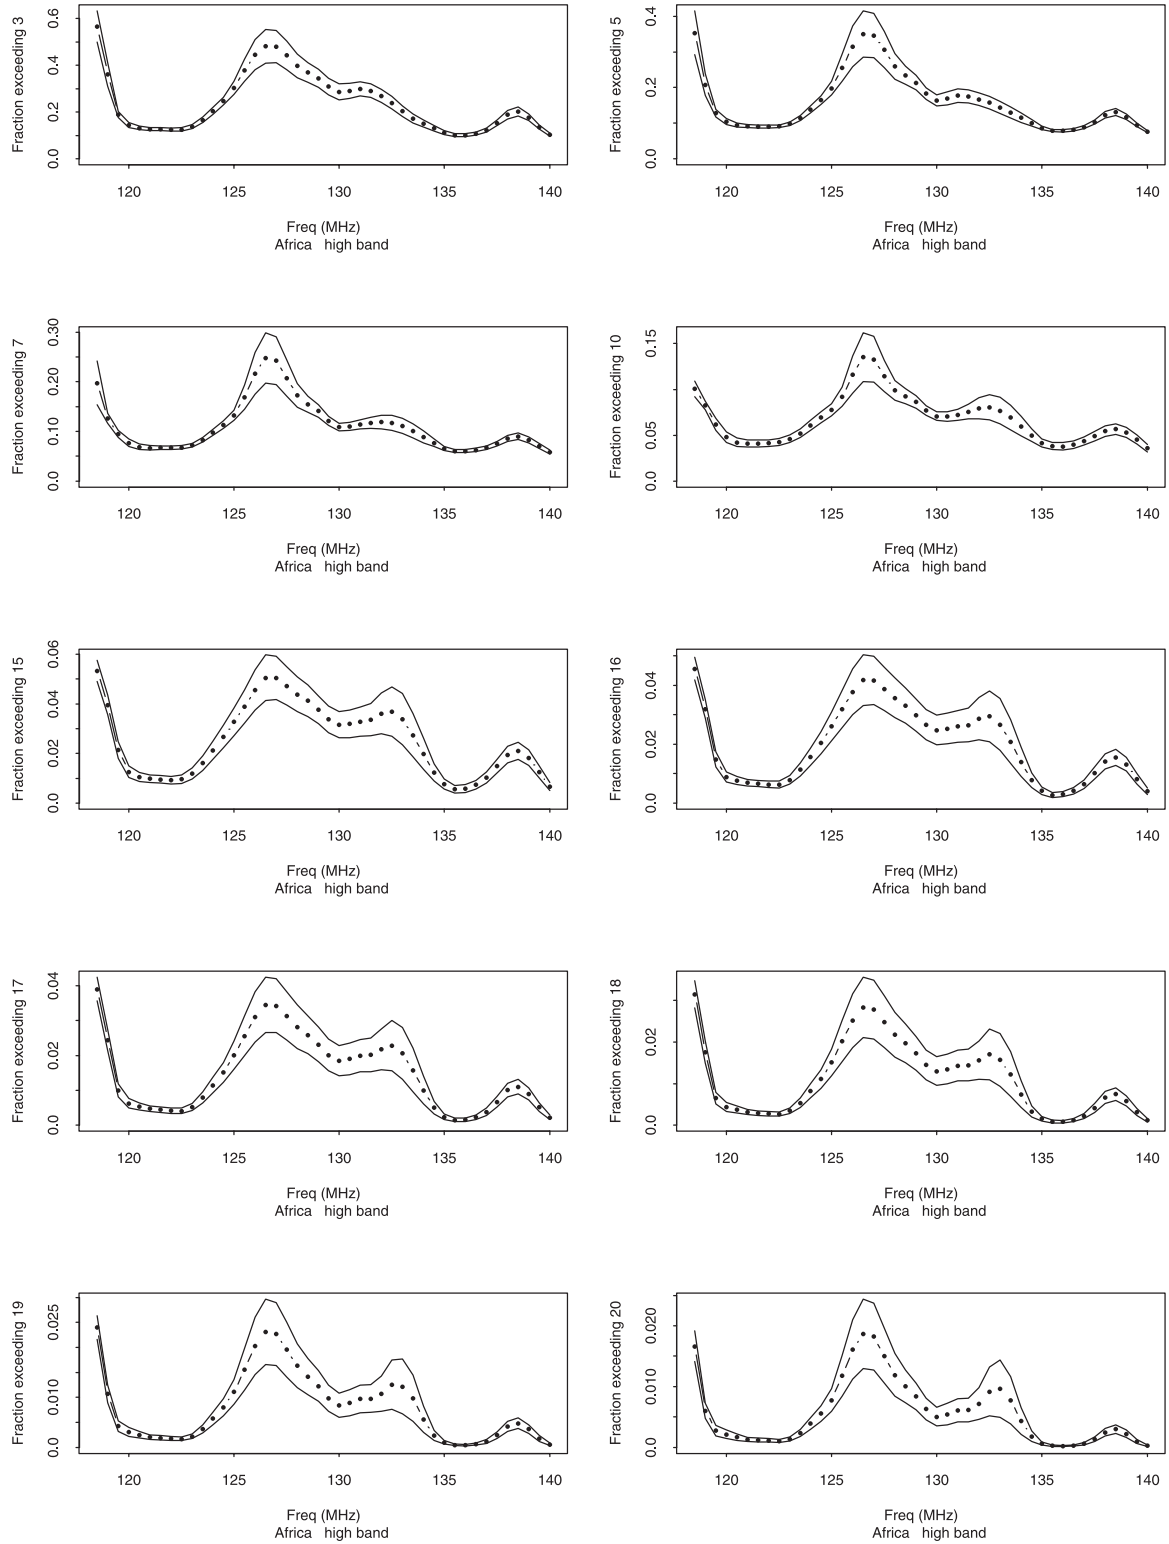 Fraction exceeding 3
0.0 0.2 0.4 0.6
120 125 130 135 140
Freq (MHz)
Africa high band
Fraction exceeding 5
0.0 0.2 0.4
120 125 130 135 140
Freq (MHz)
Africa high band
Fraction exceeding 7
0.0 0.10 0.20 0.30
120 125 130 135 140
Freq (MHz)
Africa high band
Fraction exceeding 10
0.0 0.05 0.15
120 125 130 135 140
Freq (MHz)
Africa high band
Fraction exceeding 15
0.0 0.02 0.04 0.06
120 125 130 135 140
Freq (MHz)
Africa high band
Fraction exceeding 16
0.0 0.02 0.04
120 125 130 135 140
Freq (MHz)
Africa high band
Fraction exceeding 17
0.0 0.02 0.04
120 125 130 135 140
Freq (MHz)
Africa high band
Fraction exceeding 18
0.0 0.02
120 125 130 135 140
Freq (MHz)
Africa high band
Fraction exceeding 19
0.0 0.010 0.025
120 125 130 135 140
Freq (MHz)
Africa high band
Fraction exceeding 20
0.0 0.010 0.020
120 125 130 135 140
Freq (MHz)
Africa high band